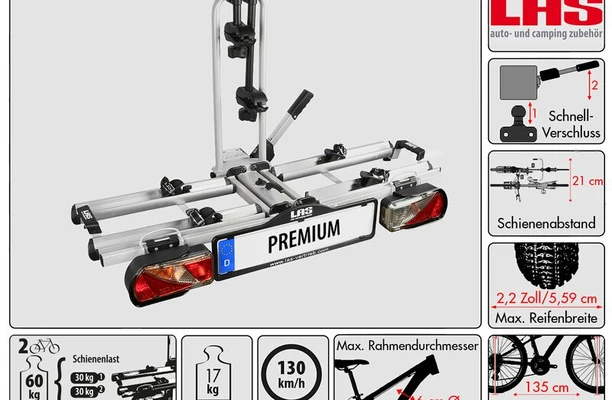 LAS
auto- und camping zubehör
2
1
Schnell-
Verschluss
21 cm
Schienenabstand
2,2 Zoll/5,59 cm
Max. Reifenbreite
LAS
PREMIUM
D
www.las-vertrieb.com
2
Schienenlast
60
kg
30 kg 1
30 kg 2
17
kg
130
km/h
Max. Rahmendurchmesser
cm Ø
135 cm